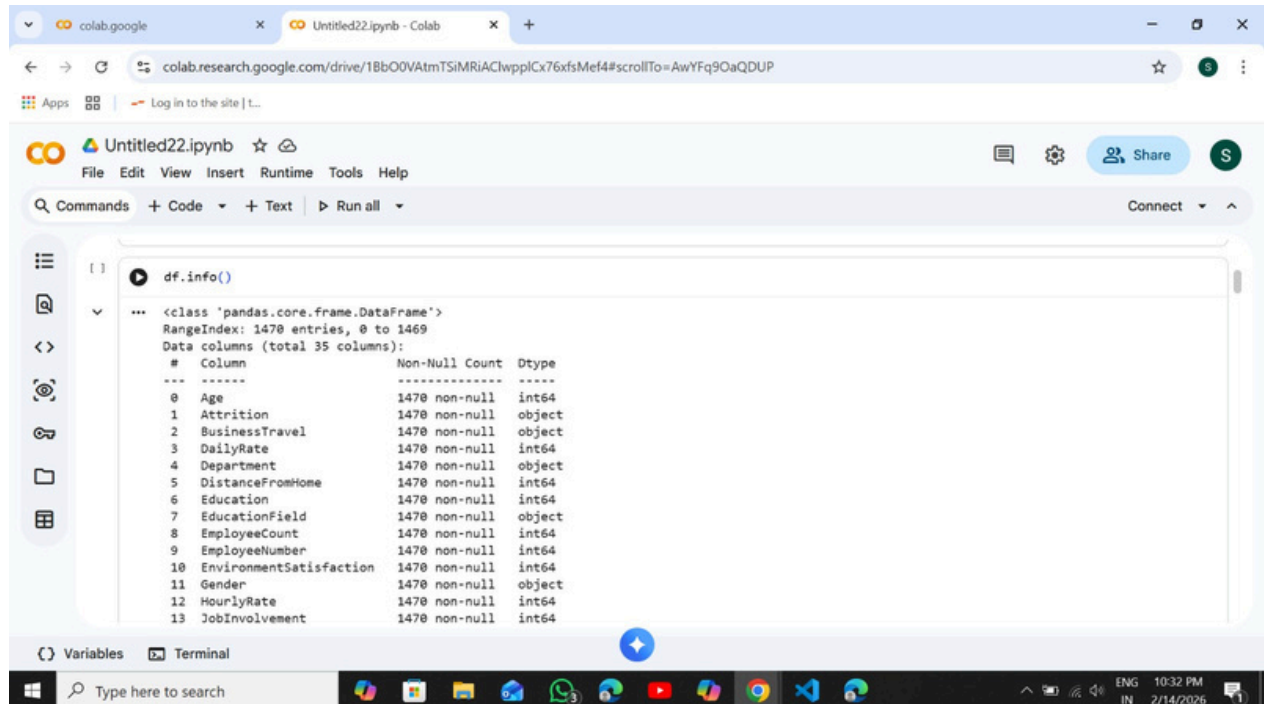 colab.google
Untitled22.ipynb - Colab
colab.research.google.com/drive/1BbO0VAtmTSiMRiAClwpplCx76xfsMef4#scrollTo=AwYFq9OaQDUP
S
Apps
Log in to the site | t...
CO
Untitled22.ipynb
Share
S
File Edit View Insert Runtime Tools Help
Commands + Code + Text Run all
Connect
[ ]
df.info()
... <class 'pandas.core.frame.DataFrame'>
RangeIndex: 1470 entries, 0 to 1469
Data columns (total 35 columns):
# Column Non-Null Count Dtype
--- ------ -------------- -----
0 Age 1470 non-null int64
1 Attrition 1470 non-null object
2 BusinessTravel 1470 non-null object
3 DailyRate 1470 non-null int64
4 Department 1470 non-null object
5 DistanceFromHome 1470 non-null int64
6 Education 1470 non-null int64
7 EducationField 1470 non-null object
8 EmployeeCount 1470 non-null int64
9 EmployeeNumber 1470 non-null int64
10 EnvironmentSatisfaction 1470 non-null int64
11 Gender 1470 non-null object
12 HourlyRate 1470 non-null int64
13 JobInvolvement 1470 non-null int64
{} Variables Terminal
Type here to search
3
ENG 10:32 PM
IN 2/14/2026
1